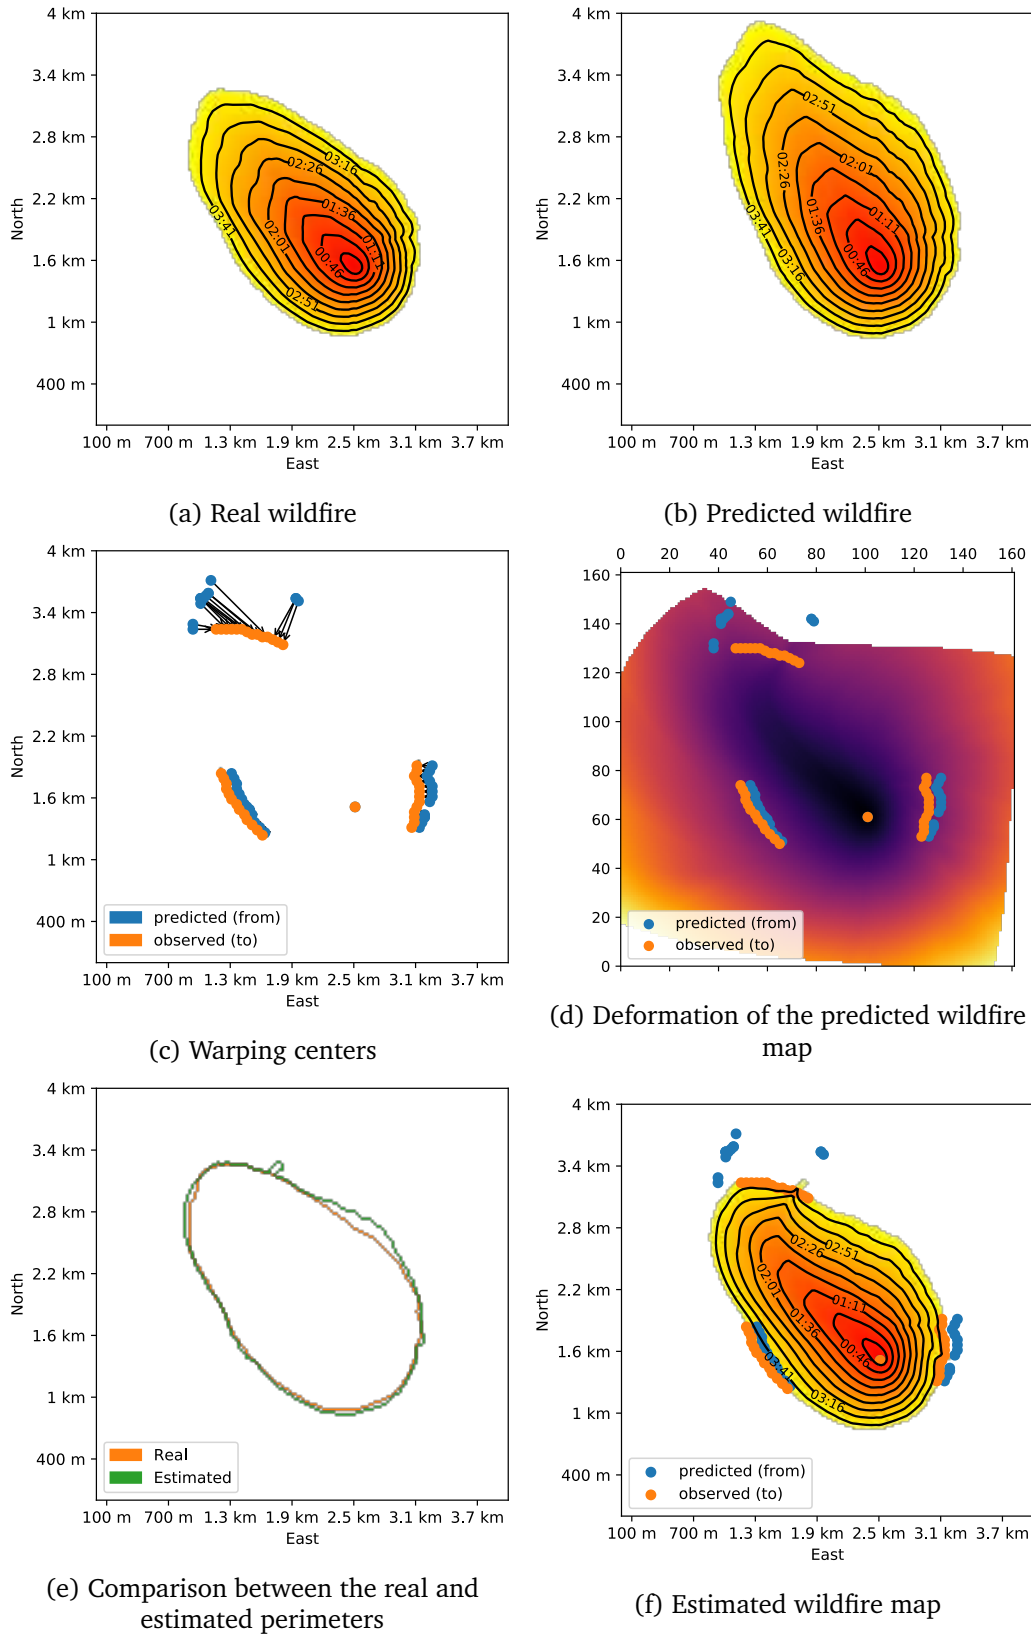 4 km
3.4 km
2.8 km
2.2 km
1.6 km
1 km
400 m
North
03:16
02:26
01:36
01:11
00:46
02:01
03:41
02:51
100 m 700 m 1.3 km 1.9 km 2.5 km 3.1 km 3.7 km
East
(a) Real wildfire
4 km
3.4 km
2.8 km
2.2 km
1.6 km
1 km
400 m
North
02:51
02:01
02:26
01:11
01:36
00:46
03:41
03:16
100 m 700 m 1.3 km 1.9 km 2.5 km 3.1 km 3.7 km
East
(b) Predicted wildfire
4 km
3.4 km
2.8 km
2.2 km
1.6 km
1 km
400 m
North
predicted (from)
observed (to)
100 m 700 m 1.3 km 1.9 km 2.5 km 3.1 km 3.7 km
East
(c) Warping centers
0 20 40 60 80 100 120 140 160
160
140
120
100
80
60
40
20
0
predicted (from)
observed (to)
(d) Deformation of the predicted wildfire
map
4 km
3.4 km
2.8 km
2.2 km
1.6 km
1 km
400 m
North
Real
Estimated
100 m 700 m 1.3 km 1.9 km 2.5 km 3.1 km 3.7 km
East
(e) Comparison between the real and
estimated perimeters
4 km
3.4 km
2.8 km
2.2 km
1.6 km
1 km
400 m
North
02:26
02:51
02:01
01:11
01:36
00:46
03:41
03:16
predicted (from)
observed (to)
100 m 700 m 1.3 km 1.9 km 2.5 km 3.1 km 3.7 km
East
(f) Estimated wildfire map